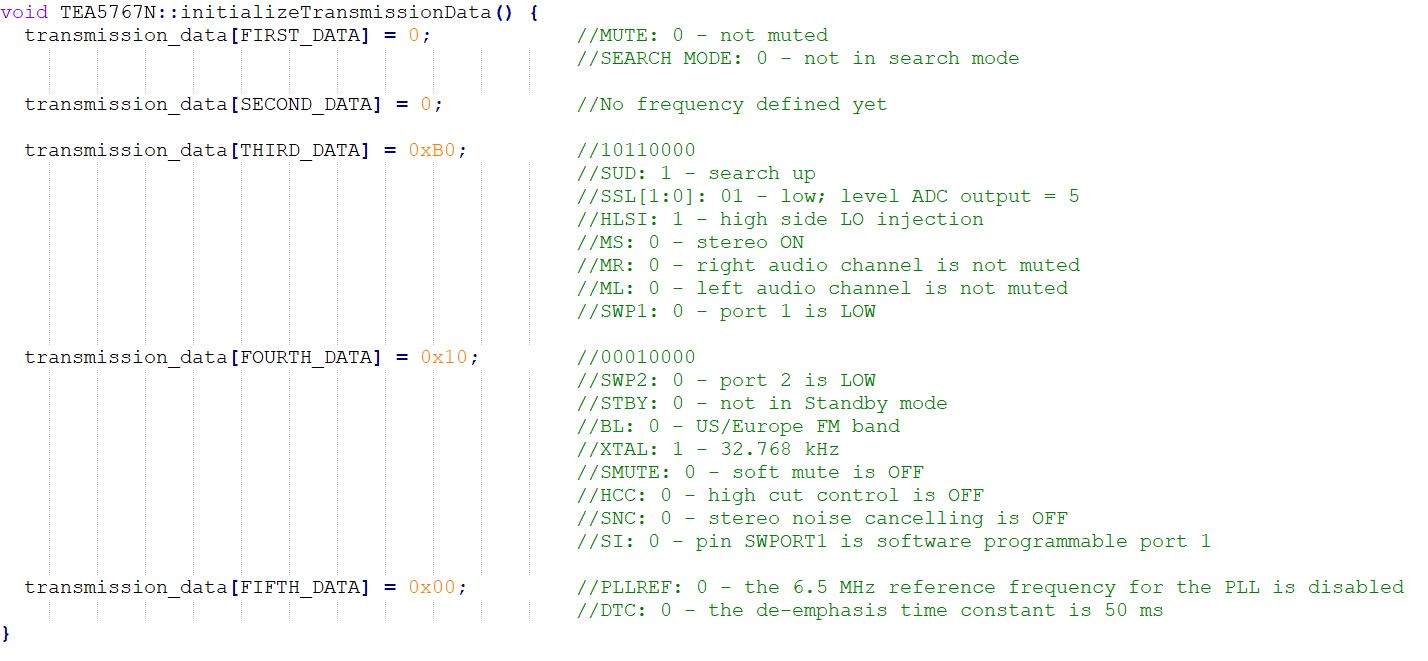 void TEA5767N::initializeTransmissionData() {
transmission_data[FIRST_DATA] = 0; //MUTE: 0 - not muted
//SEARCH MODE: 0 - not in search mode
transmission_data[SECOND_DATA] = 0; //No frequency defined yet
transmission_data[THIRD_DATA] = 0xB0; //10110000
//SUD: 1 - search up
//SSL[1:0]: 01 - low; level ADC output = 5
//HLSI: 1 - high side LO injection
//MS: 0 - stereo ON
//MR: 0 - right audio channel is not muted
//ML: 0 - left audio channel is not muted
//SWP1: 0 - port 1 is LOW
transmission_data[FOURTH_DATA] = 0x10; //00010000
//SWP2: 0 - port 2 is LOW
//STBY: 0 - not in Standby mode
//BL: 0 - US/Europe FM band
//XTAL: 1 - 32.768 kHz
//SMUTE: 0 - soft mute is OFF
//HCC: 0 - high cut control is OFF
//SNC: 0 - stereo noise cancelling is OFF
//SI: 0 - pin SWPORT1 is software programmable port 1
transmission_data[FIFTH_DATA] = 0x00; //PLLREF: 0 - the 6.5 MHz reference frequency for the PLL is disabled
//DTC: 0 - the de-emphasis time constant is 50 ms
}